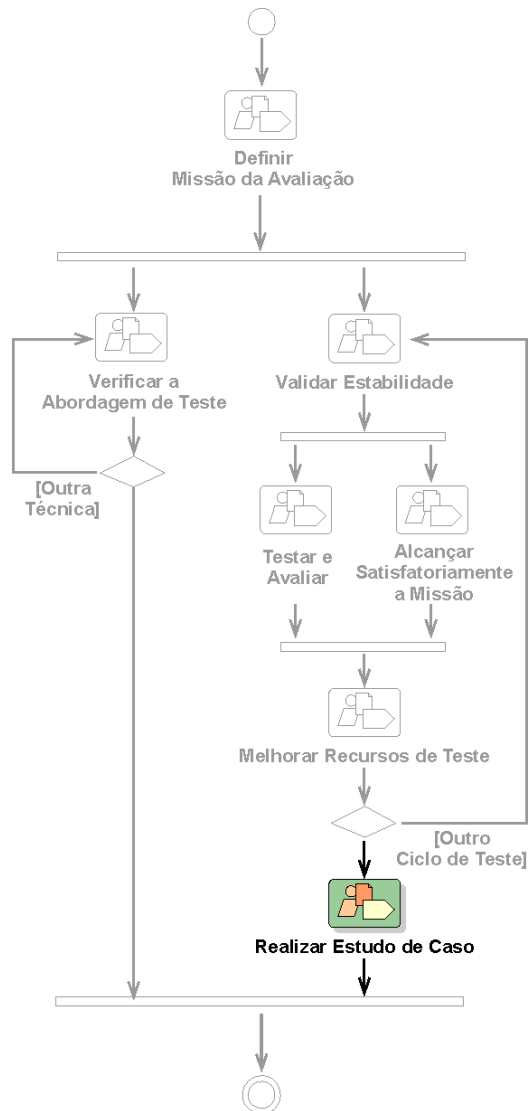 Definir
Missão da Avaliação
Verificar a
Abordagem de Teste
Validar Estabilidade
[Outra
Técnica]
Testar e
Avaliar
Alcançar
Satisfatoriamente
a Missão
Melhorar Recursos de Teste
[Outro
Ciclo de Teste]
Realizar Estudo de Caso